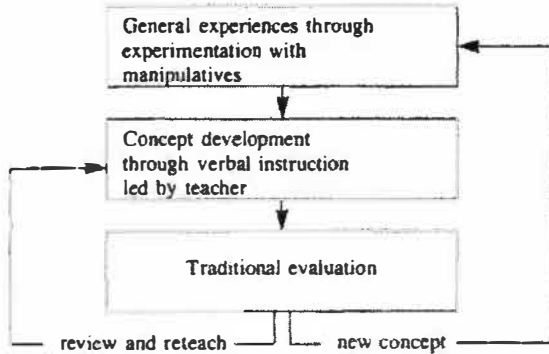 General experiences through
experimentation with
manipulatives
Concept development
through verbal instruction
led by teacher
Traditional evaluation
review and reteach
new concept